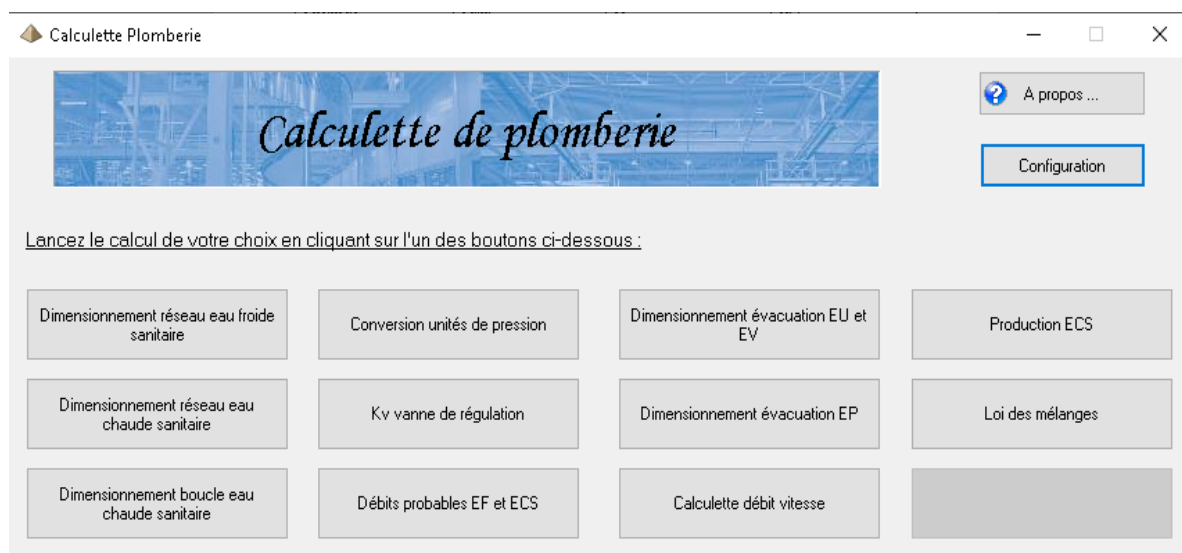 Calculette Plomberie
Calculette de plomberie
A propos ...
Configuration
Lancez le calcul de votre choix en cliquant sur l'un des boutons ci-dessous :
Dimensionnement réseau eau froide
sanitaire
Conversion unités de pression
Dimensionnement évacuation EU et
EV
Production ECS
Dimensionnement réseau eau
chaude sanitaire
Kv vanne de régulation
Dimensionnement évacuation EP
Loi des mélanges
Dimensionnement boucle eau
chaude sanitaire
Débits probables EF et ECS
Calculette débit vitesse